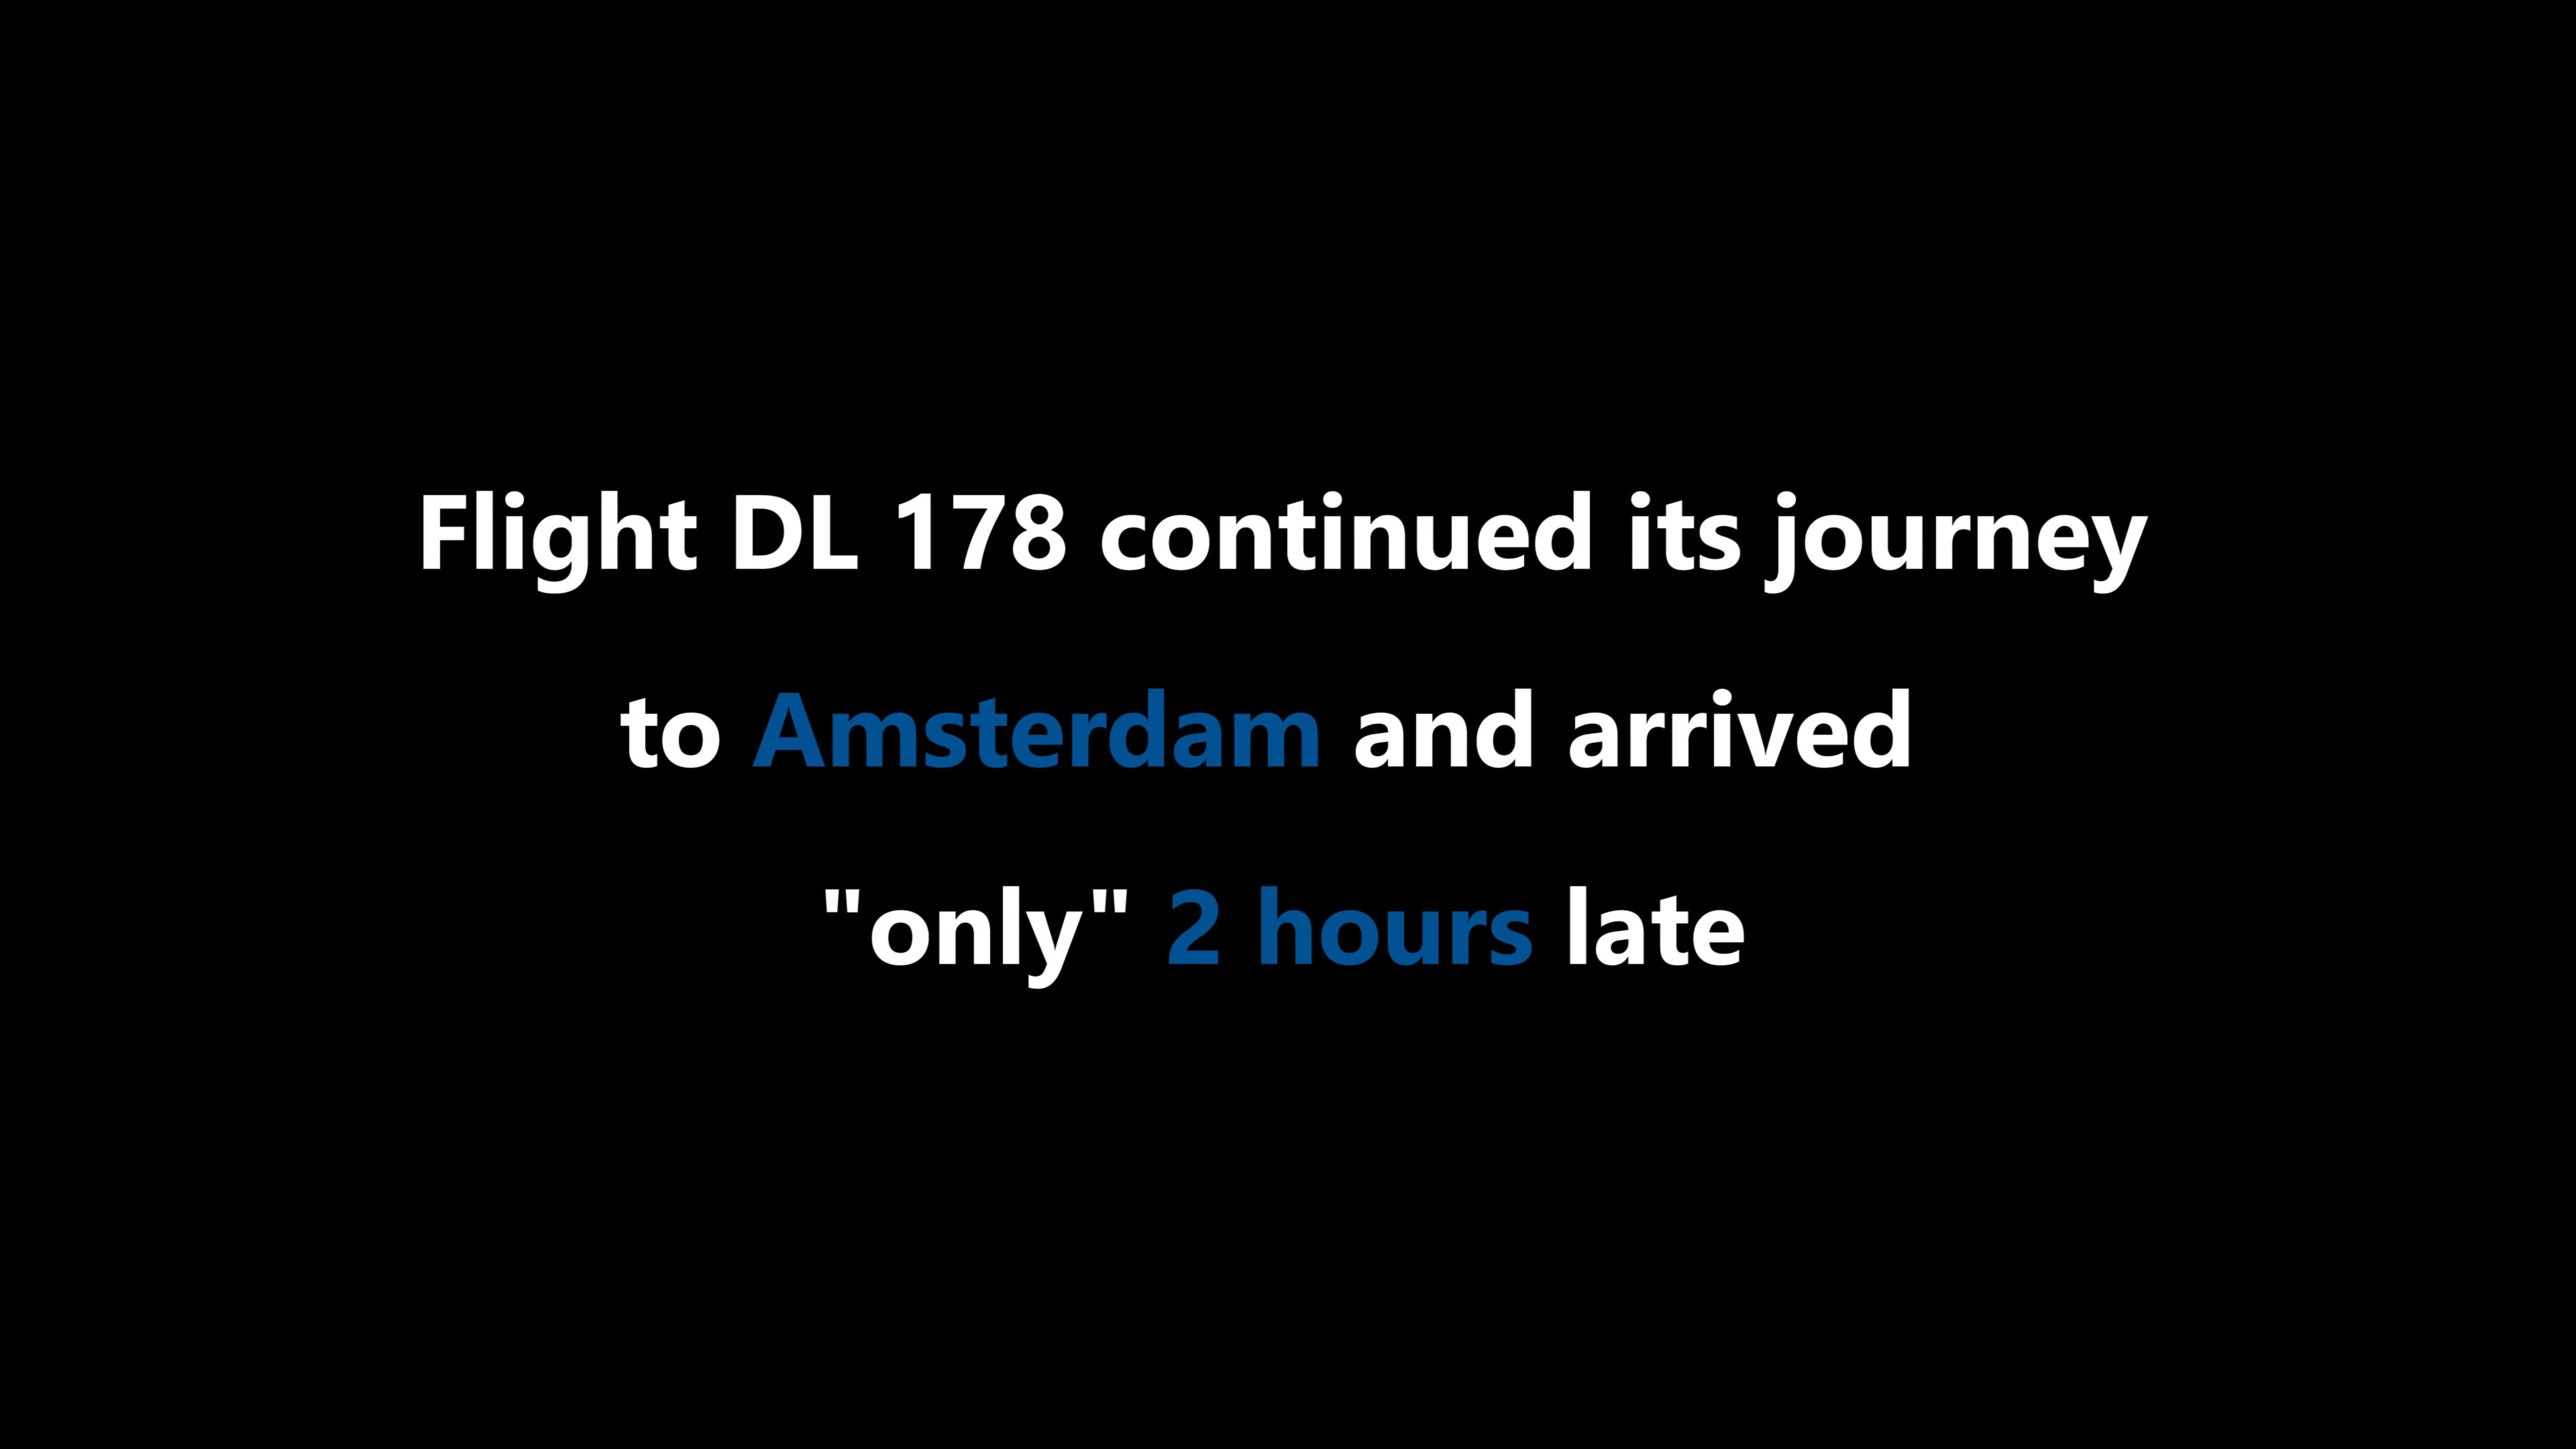 Flight DL 178 continued its journey
to Amsterdam and arrived
"only" 2 hours late